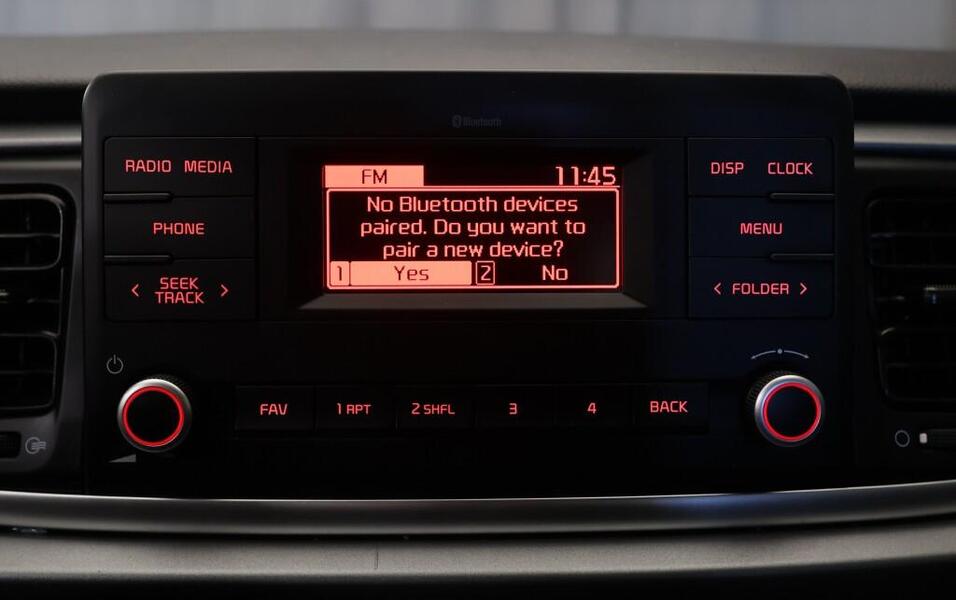 Bluetooth
RADIO MEDIA
FM 11:45
DISP CLOCK
No Bluetooth devices
paired. Do you want to
pair a new device?
1 Yes 2 No
PHONE
MENU
< SEEK
TRACK >
< FOLDER >
FAV 1 RPT 2 SHFL 3 4 BACK